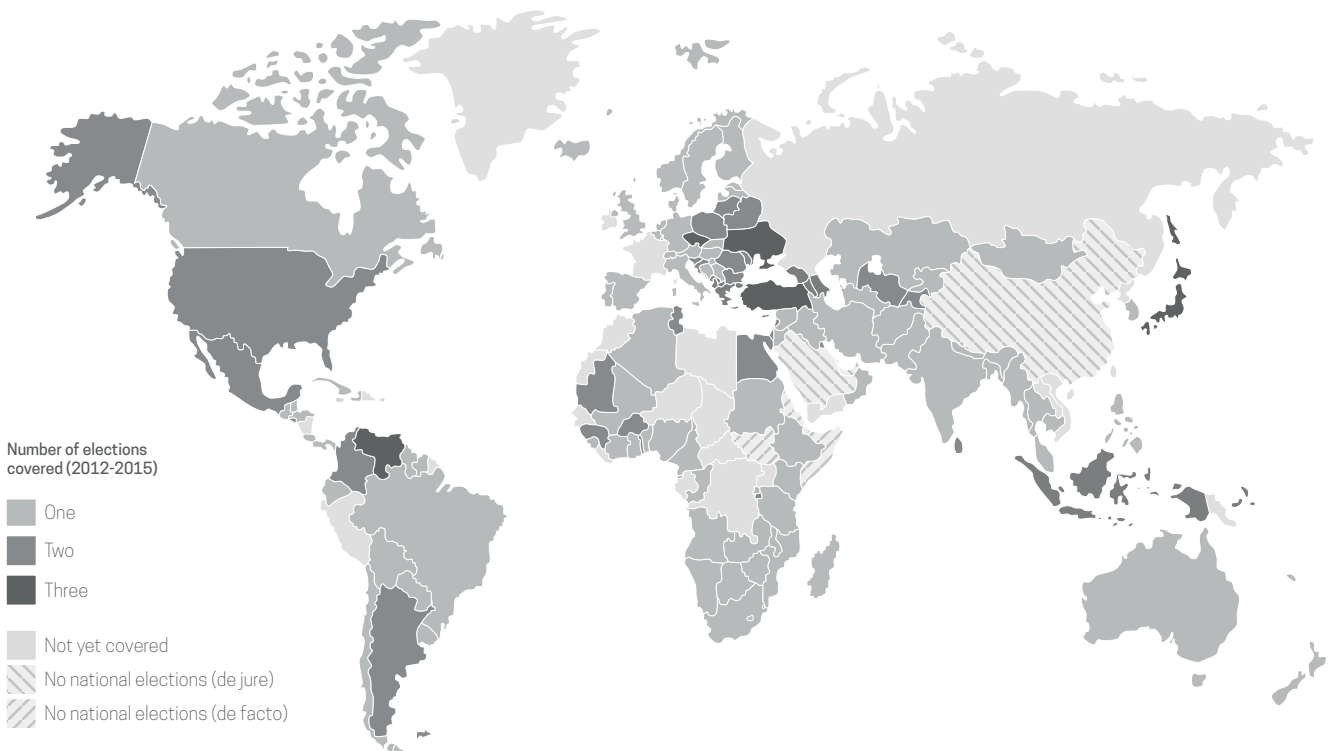 Number of elections
covered (2012-2015)
One
Two
Three
Not yet covered
No national elections (de jure)
No national elections (de facto)